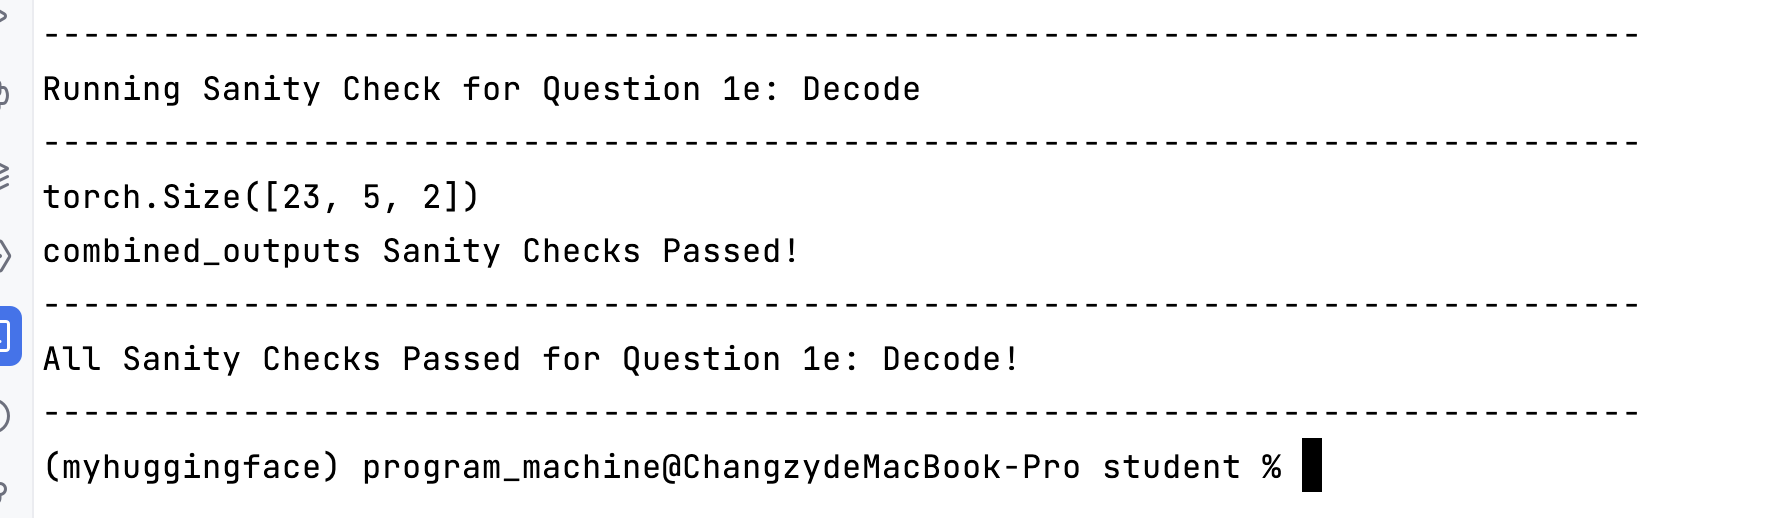 --------------------------------------------------------------------------------
Running Sanity Check for Question 1e: Decode
--------------------------------------------------------------------------------
torch.Size([23, 5, 2])
combined_outputs Sanity Checks Passed!
--------------------------------------------------------------------------------
All Sanity Checks Passed for Question 1e: Decode!
--------------------------------------------------------------------------------
(myhuggingface) program_machine@ChangzydeMacBook-Pro student %